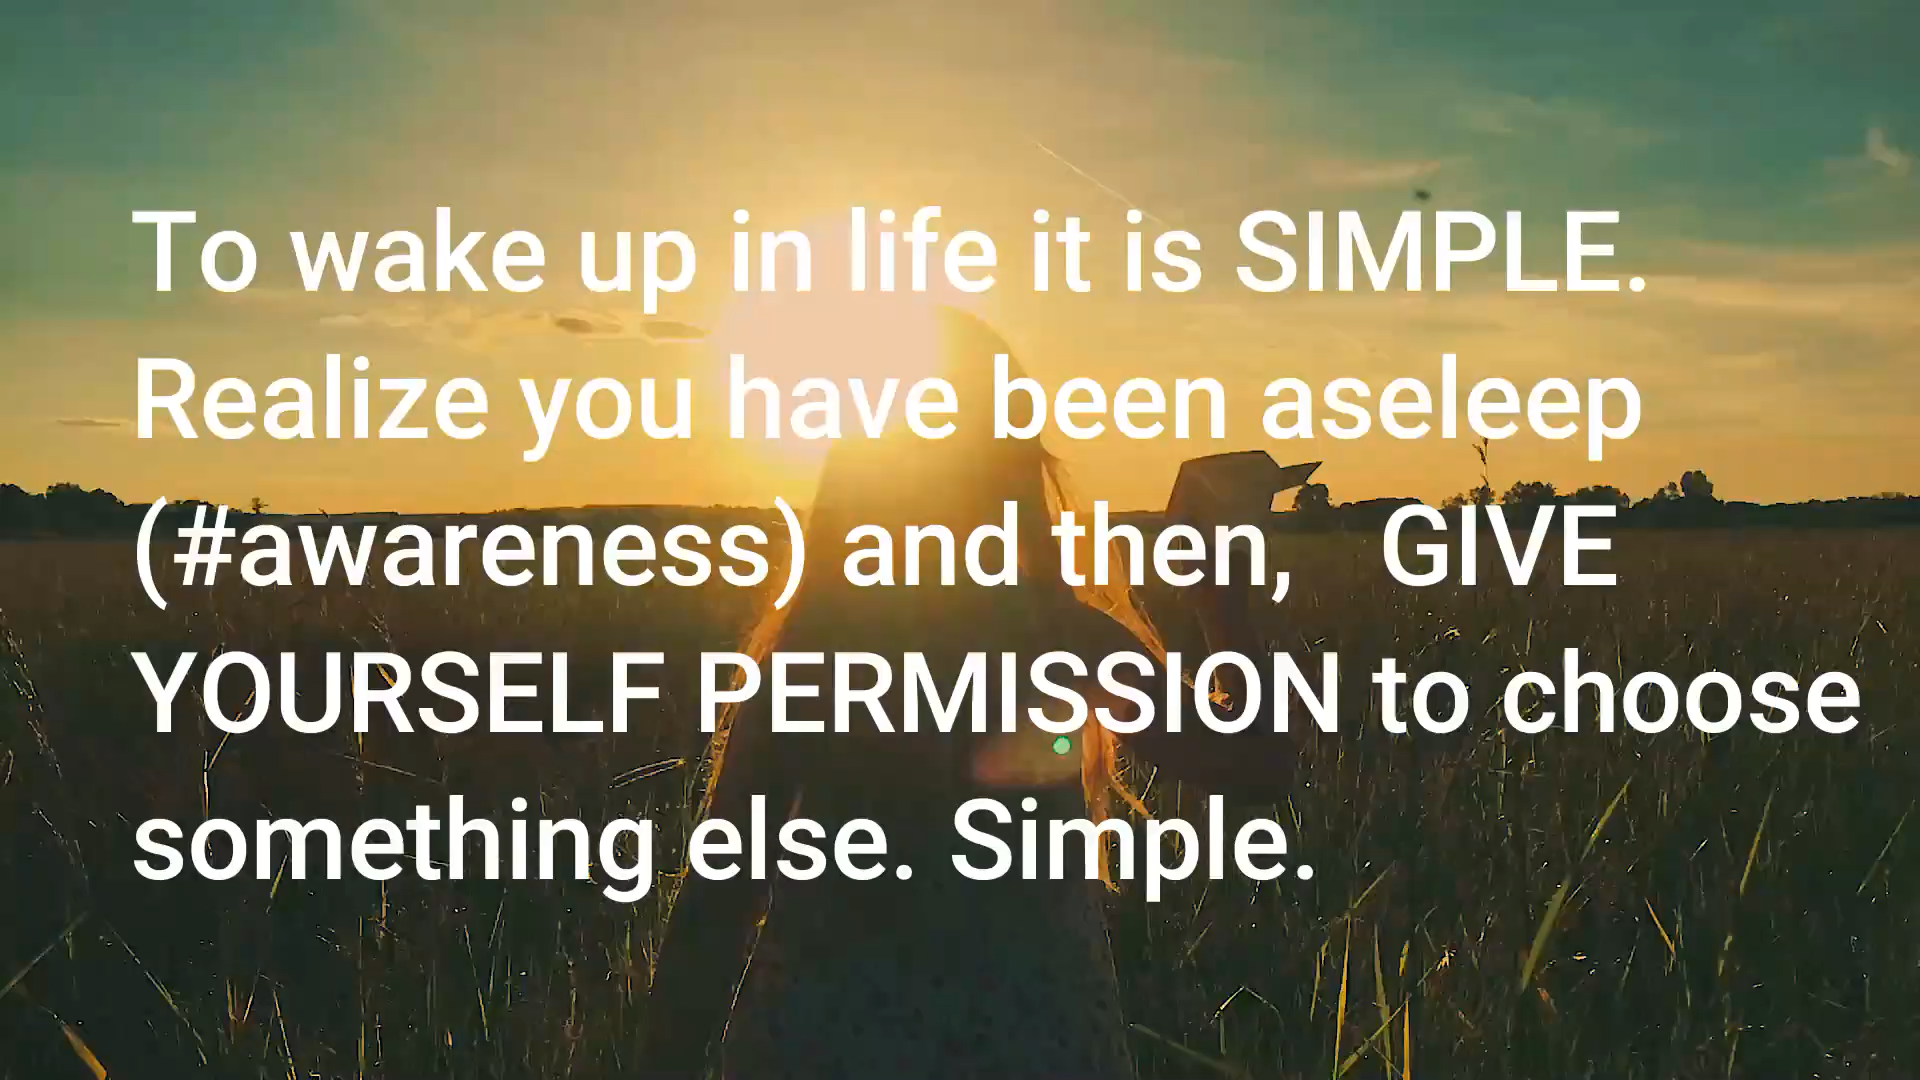 To wake up in life it is SIMPLE.
Realize you have been aseleep
(#awareness) and then,   GIVE
YOURSELF PERMISSION to choose
something else. Simple.